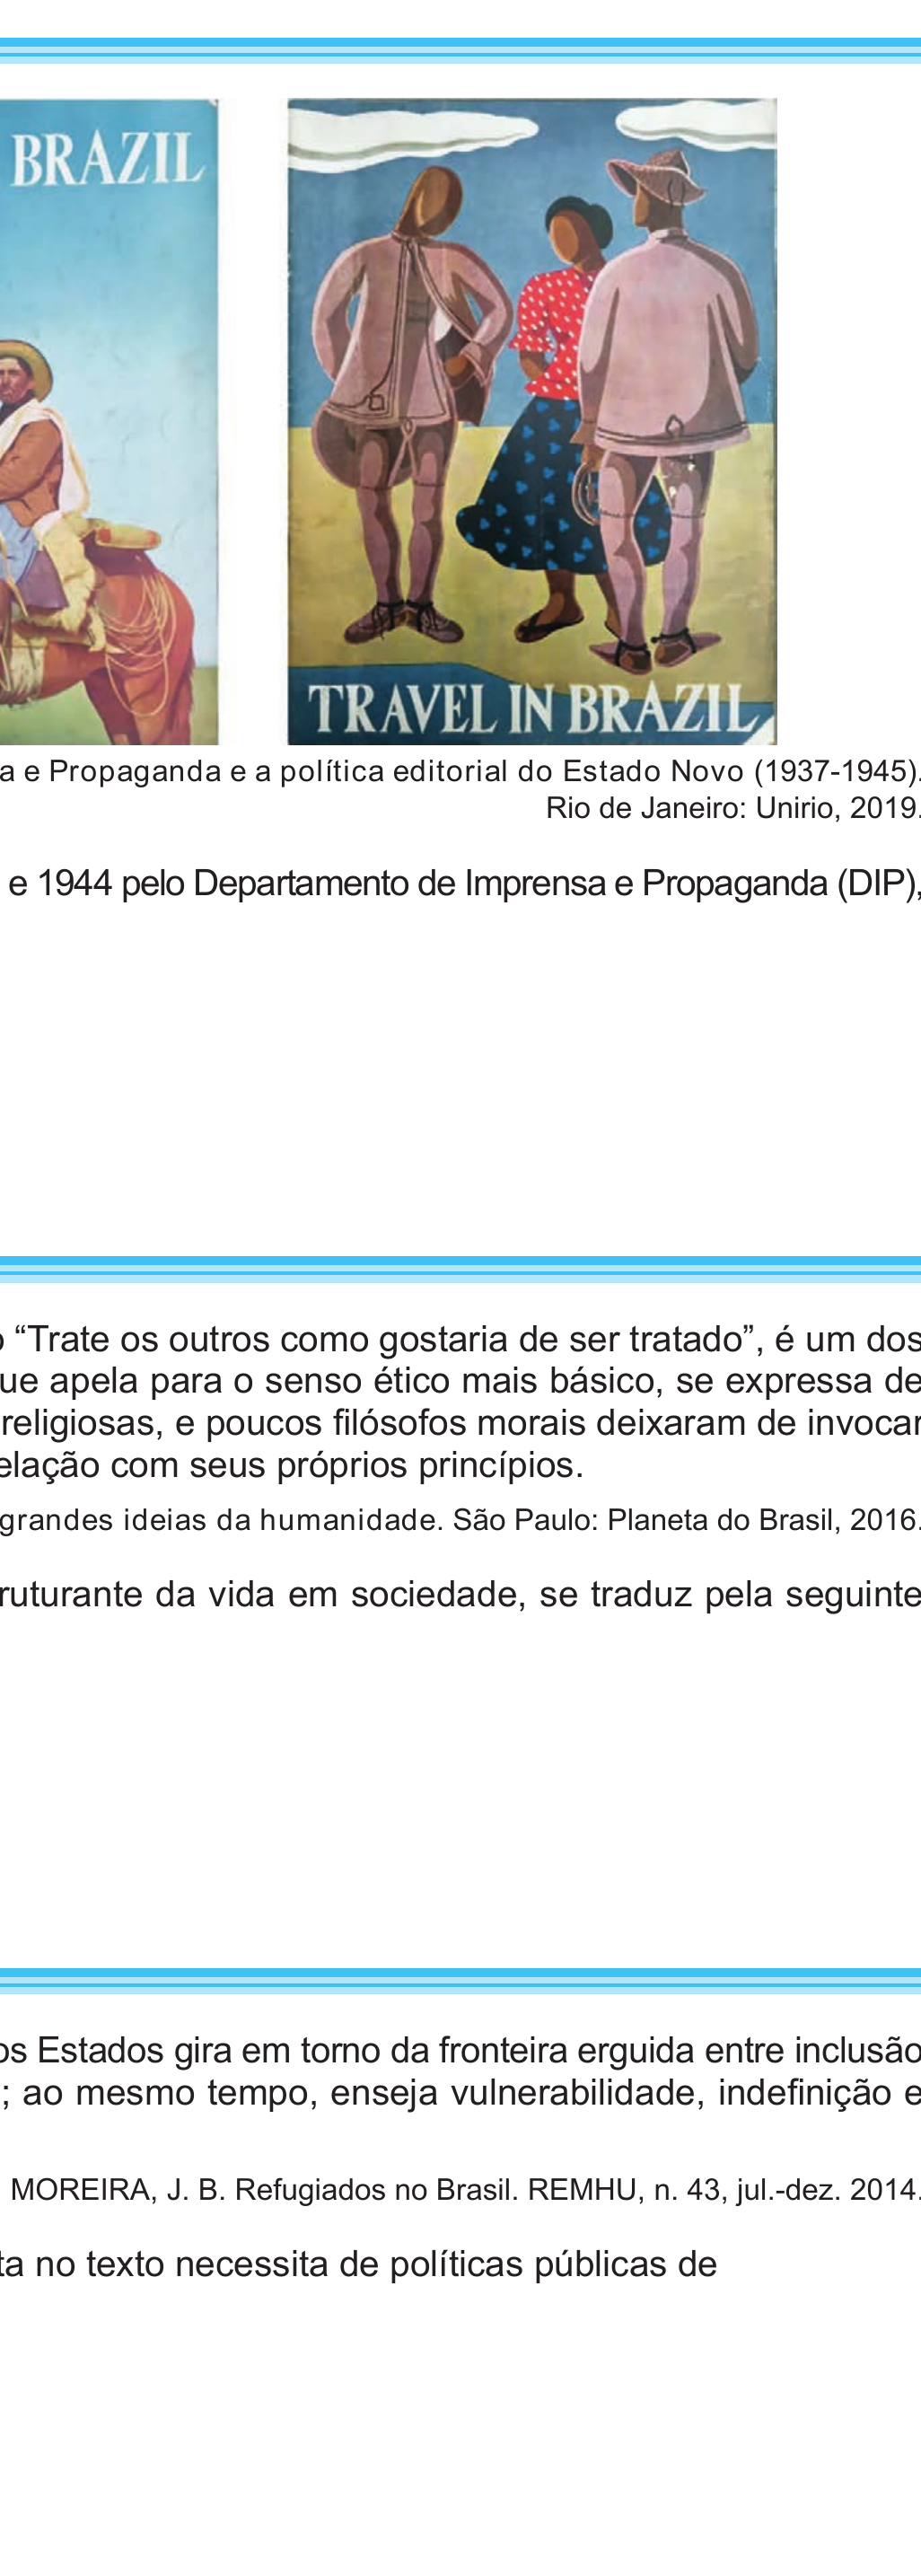 BRAZIL
TRAVEL IN BRAZIL
a e Propaganda e a política editorial do Estado Novo (1937-1945).
Rio de Janeiro: Unirio, 2019.
e 1944 pelo Departamento de Imprensa e Propaganda (DIP),
o “Trate os outros como gostaria de ser tratado”, é um dos
ue apela para o senso ético mais básico, se expressa de
religiosas, e poucos filósofos morais deixaram de invocar
elação com seus próprios princípios.
grandes ideias da humanidade. São Paulo: Planeta do Brasil, 2016.
ruturante da vida em sociedade, se traduz pela seguinte
os Estados gira em torno da fronteira erguida entre inclusão
; ao mesmo tempo, enseja vulnerabilidade, indefinição e
MOREIRA, J. B. Refugiados no Brasil. REMHU, n. 43, jul.-dez. 2014.
ta no texto necessita de políticas públicas de